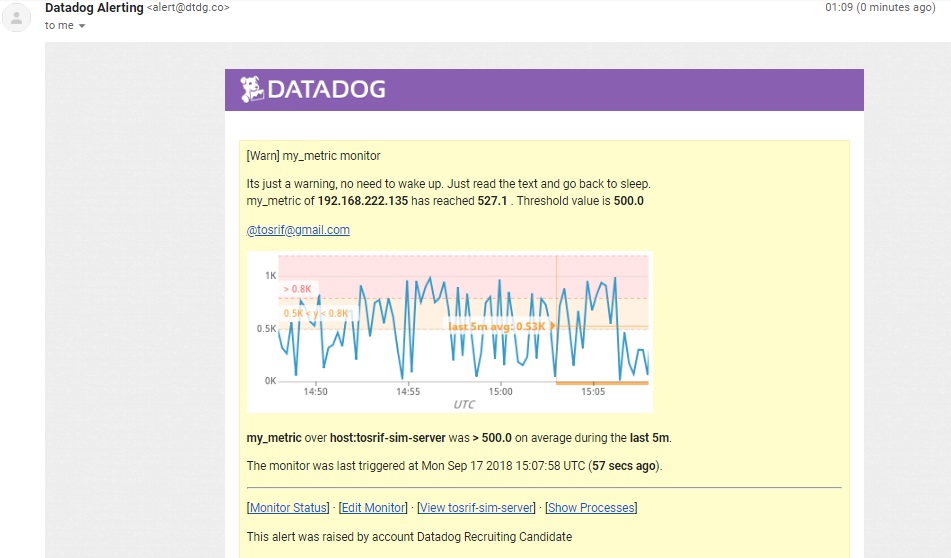 Datadog Alerting <alert@dtdg.co>
01:09 (0 minutes ago)
to me
DATADOG
[Warn] my_metric monitor
Its just a warning, no need to wake up. Just read the text and go back to sleep.
my_metric of 192.168.222.135 has reached 527.1 . Threshold value is 500.0
@tosrif@gmail.com
1K
> 0.8K
0.5K < y < 0.8K
0.5K
last 5m avg: 0.53K
0K
14:50 14:55 15:00 15:05
UTC
my_metric over host:tosrif-sim-server was > 500.0 on average during the last 5m.
The monitor was last triggered at Mon Sep 17 2018 15:07:58 UTC (57 secs ago).
[Monitor Status] · [Edit Monitor] · [View tosrif-sim-server] · [Show Processes]
This alert was raised by account Datadog Recruiting Candidate